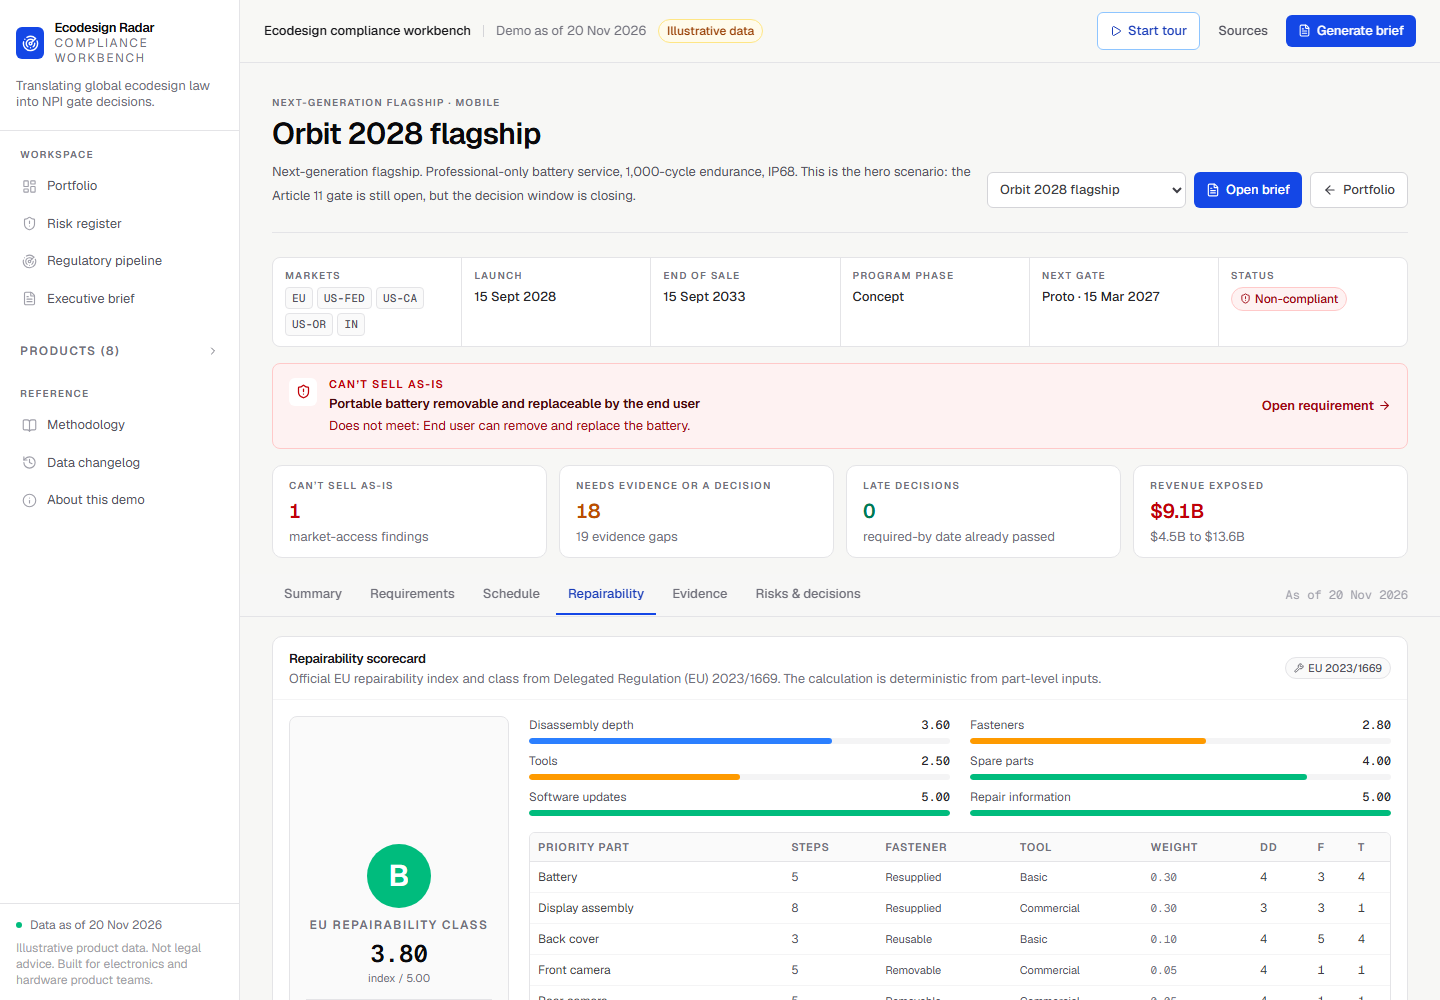 Ecodesign Radar
COMPLIANCE
WORKBENCH
Translating global ecodesign law
into NPI gate decisions.
WORKSPACE
Portfolio
Risk register
Regulatory pipeline
Executive brief
PRODUCTS (8)
REFERENCE
Methodology
Data changelog
About this demo
Data as of 20 Nov 2026
Illustrative product data. Not legal
advice. Built for electronics and
hardware product teams.
Ecodesign compliance workbench
Demo as of 20 Nov 2026
Illustrative data
Start tour
Sources
Generate brief
NEXT-GENERATION FLAGSHIP · MOBILE
Orbit 2028 flagship
Next-generation flagship. Professional-only battery service, 1,000-cycle endurance, IP68. This is the hero scenario: the
Article 11 gate is still open, but the decision window is closing.
Orbit 2028 flagship
Open brief
Portfolio
MARKETS
EU US-FED US-CA
US-OR IN
LAUNCH
15 Sept 2028
END OF SALE
15 Sept 2033
PROGRAM PHASE
Concept
NEXT GATE
Proto · 15 Mar 2027
STATUS
Non-compliant
CAN'T SELL AS-IS
Portable battery removable and replaceable by the end user
Does not meet: End user can remove and replace the battery.
Open requirement →
CAN'T SELL AS-IS
1
market-access findings
NEEDS EVIDENCE OR A DECISION
18
19 evidence gaps
LATE DECISIONS
0
required-by date already passed
REVENUE EXPOSED
$9.1B
$4.5B to $13.6B
Summary Requirements Schedule Repairability Evidence Risks & decisions
As of 20 Nov 2026
Repairability scorecard
Official EU repairability index and class from Delegated Regulation (EU) 2023/1669. The calculation is deterministic from part-level inputs.
EU 2023/1669
B
EU REPAIRABILITY CLASS
3.80
index / 5.00
Disassembly depth 3.60
Fasteners 2.80
Tools 2.50
Spare parts 4.00
Software updates 5.00
Repair information 5.00
PRIORITY PART STEPS FASTENER TOOL WEIGHT DD F T
Battery 5 Resupplied Basic 0.30 4 3 4
Display assembly 8 Resupplied Commercial 0.30 3 3 1
Back cover 3 Reusable Basic 0.10 4 5 4
Front camera 5 Removable Commercial 0.05 4 1 1